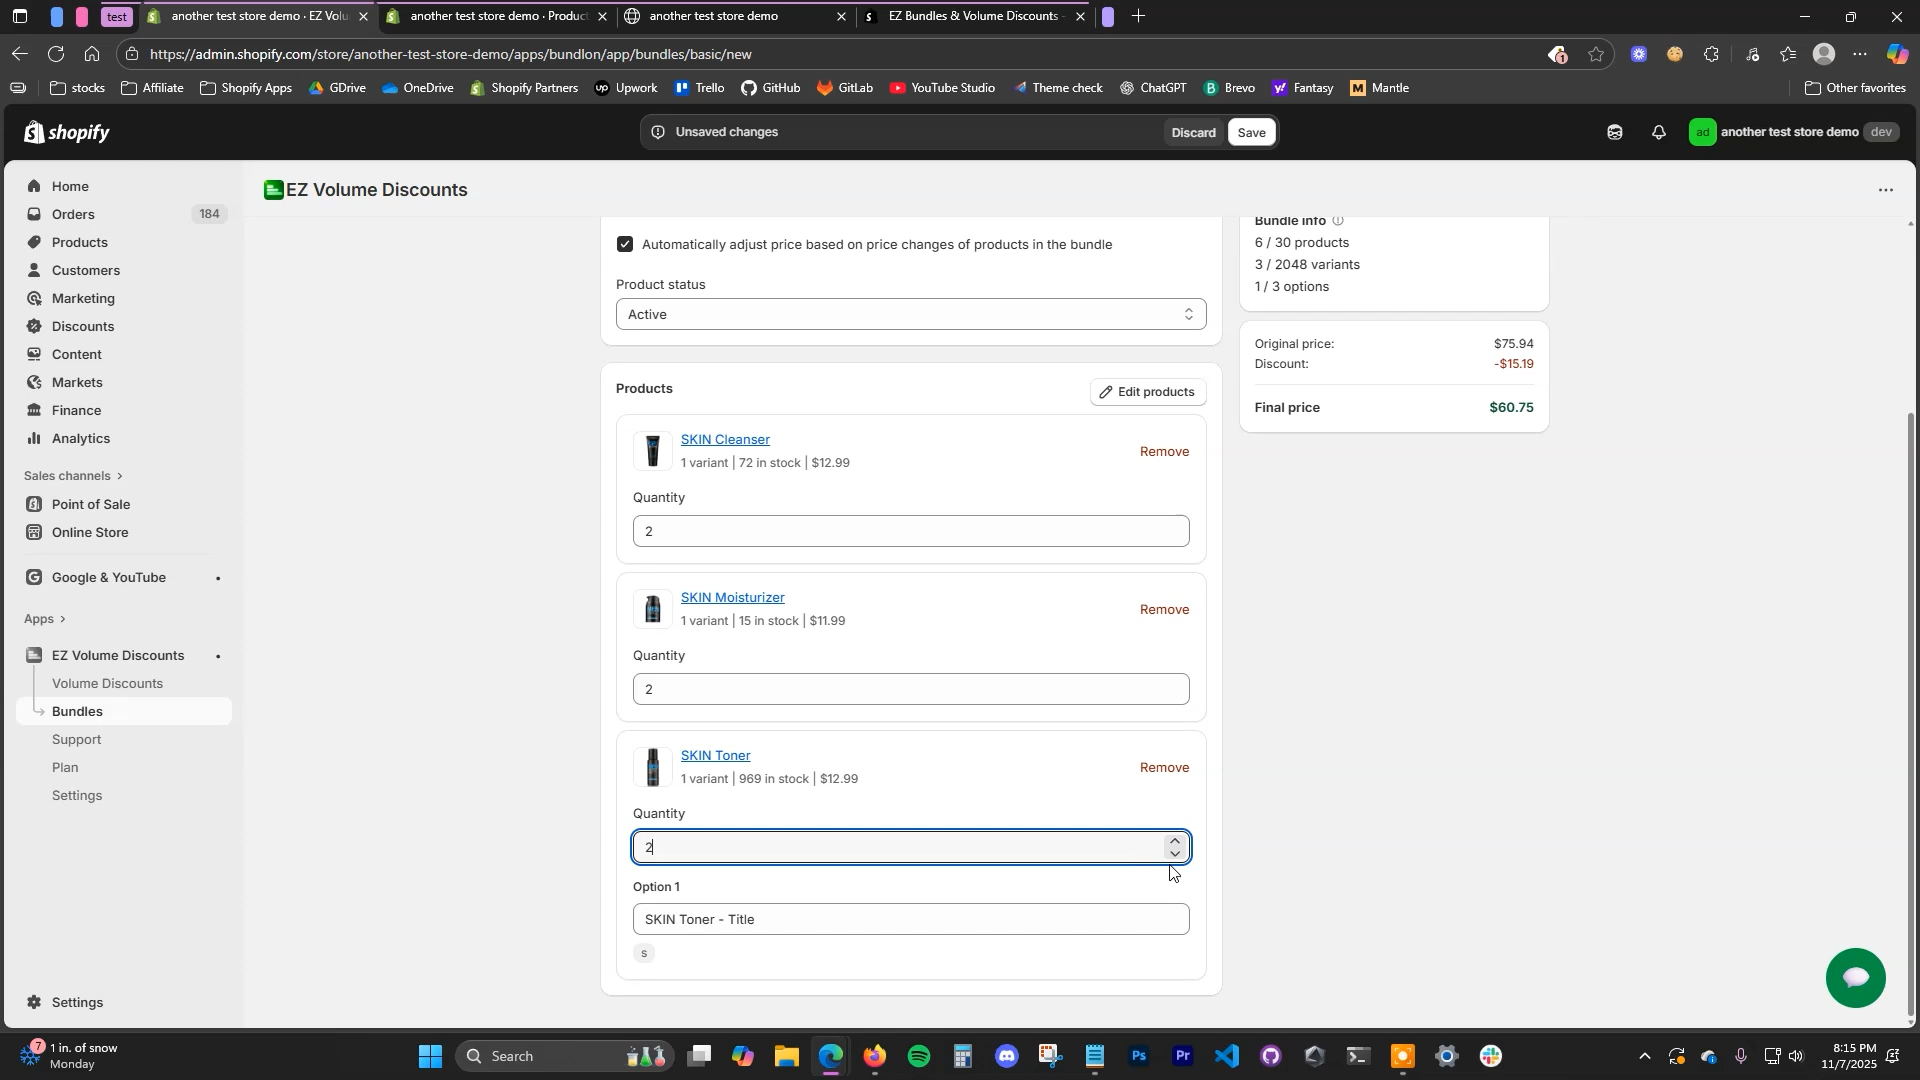 test
another test store demo · EZ Volu
another test store demo · Produc
another test store demo
EZ Bundles & Volume Discounts
https://admin.shopify.com/store/another-test-store-demo/apps/bundlon/app/bundles/basic/new
1
stocks
Affiliate
Shopify Apps
GDrive
OneDrive
Shopify Partners
up Upwork
Trello
GitHub
GitLab
YouTube Studio
Theme check
ChatGPT
B Brevo
Fantasy
M Mantle
Other favorites
shopify
Unsaved changes
Discard
Save
ad another test store demo dev
Home
Orders 184
Products
Customers
Marketing
Discounts
Content
Markets
Finance
Analytics
Sales channels
Point of Sale
Online Store
Google & YouTube
Apps
EZ Volume Discounts
Volume Discounts
Bundles
Support
Plan
Settings
Settings
EZ Volume Discounts
Automatically adjust price based on price changes of products in the bundle
Product status
Active
Products
Edit products
SKIN Cleanser
1 variant | 72 in stock | $12.99
Remove
Quantity
2
SKIN Moisturizer
1 variant | 15 in stock | $11.99
Remove
Quantity
2
SKIN Toner
1 variant | 969 in stock | $12.99
Remove
Quantity
2
Option 1
SKIN Toner - Title
s
Bundle info
6 / 30 products
3 / 2048 variants
1 / 3 options
Original price: $75.94
Discount: -$15.19
Final price $60.75
7
1 in. of snow
Monday
Search
Ps
Pr
8:15 PM
11/7/2025